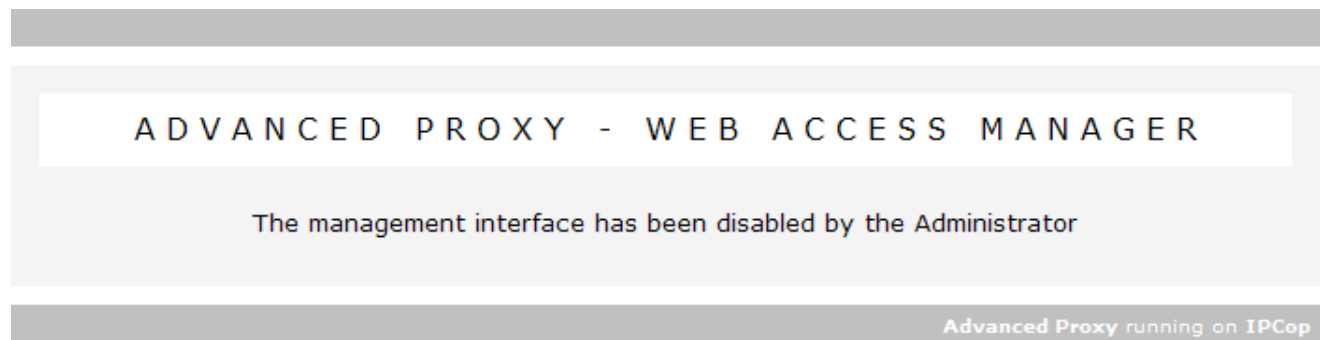 ADVANCED PROXY - WEB ACCESS MANAGER
The management interface has been disabled by the Administrator
Advanced Proxy running on IPCop